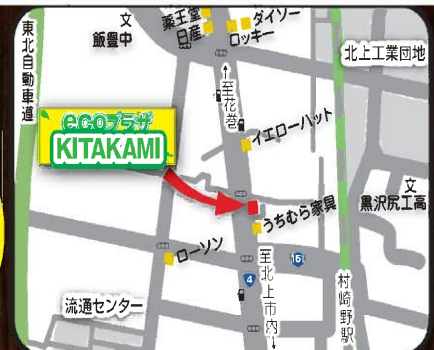 東北自動車道
文
飯豊中
薬王堂
日産
ダイソー
ロッキー
北上工業団地
↑至花巻
イエローハット
ecoプラザ
KITAKAMI
文
黒沢尻工高
うちむら家具
ローソン
4
151
至北上市内↓
村崎野駅
流通センター